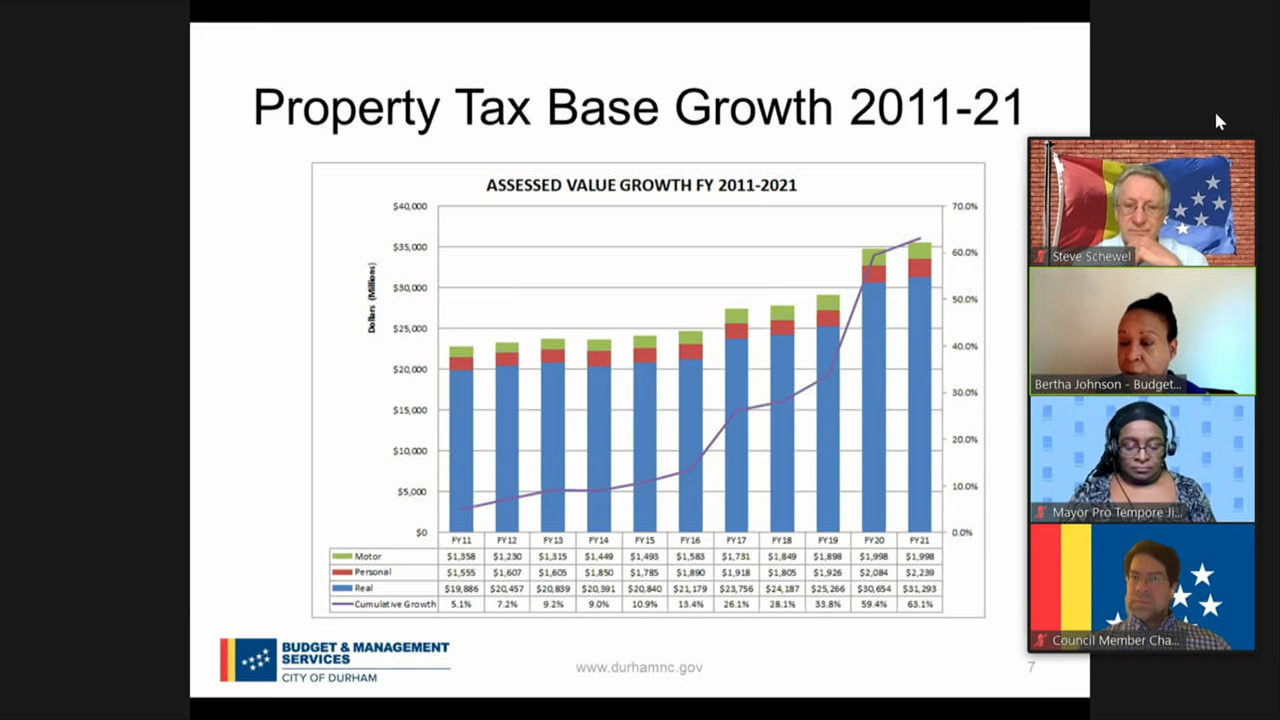 Property Tax Base Growth 2011-21
ASSESSED VALUE GROWTH FY 2011-2021
Dollars (Millions)
$40,000
$35,000
$30,000
$25,000
$20,000
$15,000
$10,000
$5,000
$0
70.0%
60.0%
50.0%
40.0%
30.0%
20.0%
10.0%
0.0%
FY11 FY12 FY13 FY14 FY15 FY16 FY17 FY18 FY19 FY20 FY21
Motor $1,358 $1,230 $1,315 $1,449 $1,493 $1,583 $1,731 $1,849 $1,898 $1,998 $1,998
Personal $1,555 $1,607 $1,605 $1,850 $1,785 $1,890 $1,918 $1,805 $1,926 $2,084 $2,239
Real $19,886 $20,457 $20,839 $20,391 $20,840 $21,179 $23,756 $24,187 $25,266 $30,654 $31,293
Cumulative Growth 5.1% 7.2% 9.2% 9.0% 10.9% 13.4% 26.1% 28.1% 33.8% 59.4% 63.1%
BUDGET & MANAGEMENT
SERVICES
CITY OF DURHAM
www.durhamnc.gov
7
Steve Schewel
Bertha Johnson - Budget...
Mayor Pro Tempore Ji...
Council Member Cha...